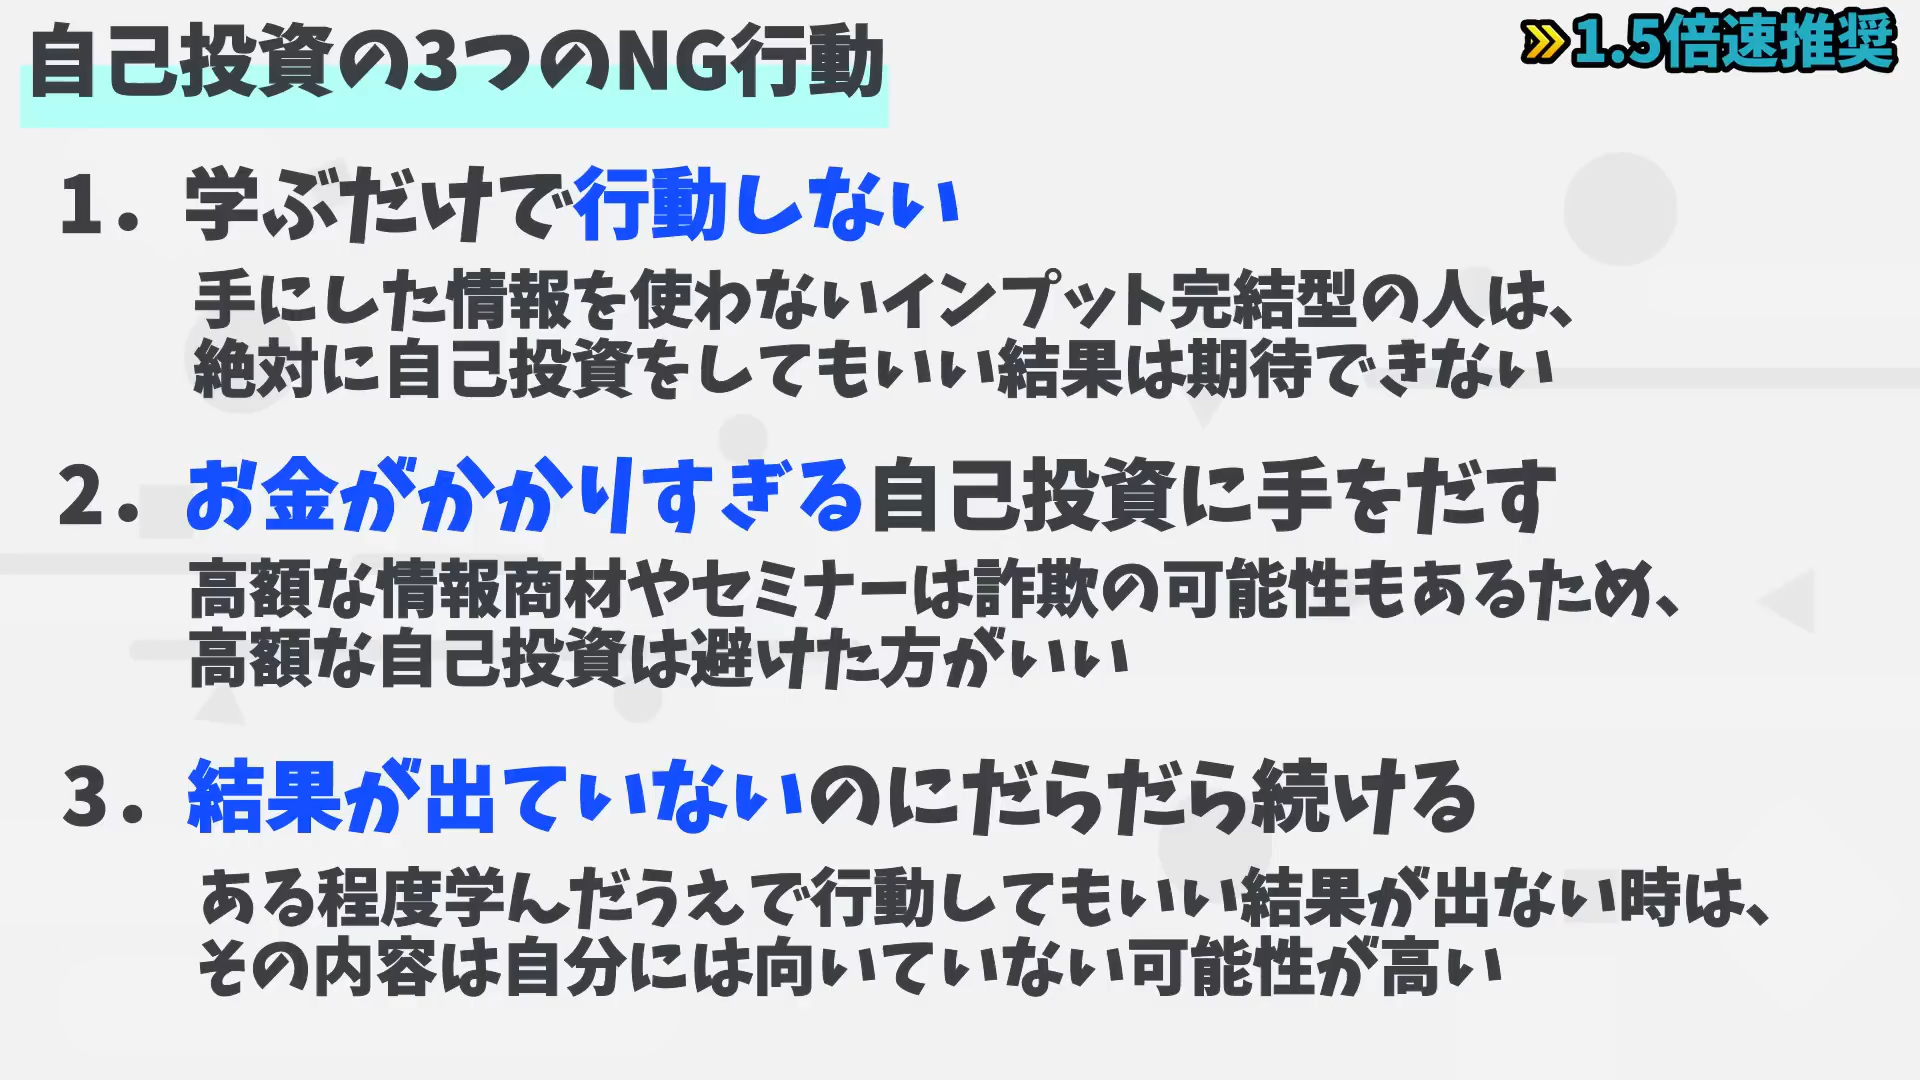 自己投資の3つのNG行動
1.5倍速推奨
1. 学ぶだけで行動しない
手にした情報を使わないインプット完結型の人は、
絶対に自己投資をしてもいい結果は期待できない
2. お金がかかりすぎる自己投資に手をだす
高額な情報商材やセミナーは詐欺の可能性もあるため、
高額な自己投資は避けた方がいい
3. 結果が出ていないのにだらだら続ける
ある程度学んだうえで行動してもいい結果が出ない時は、
その内容は自分には向いていない可能性が高い